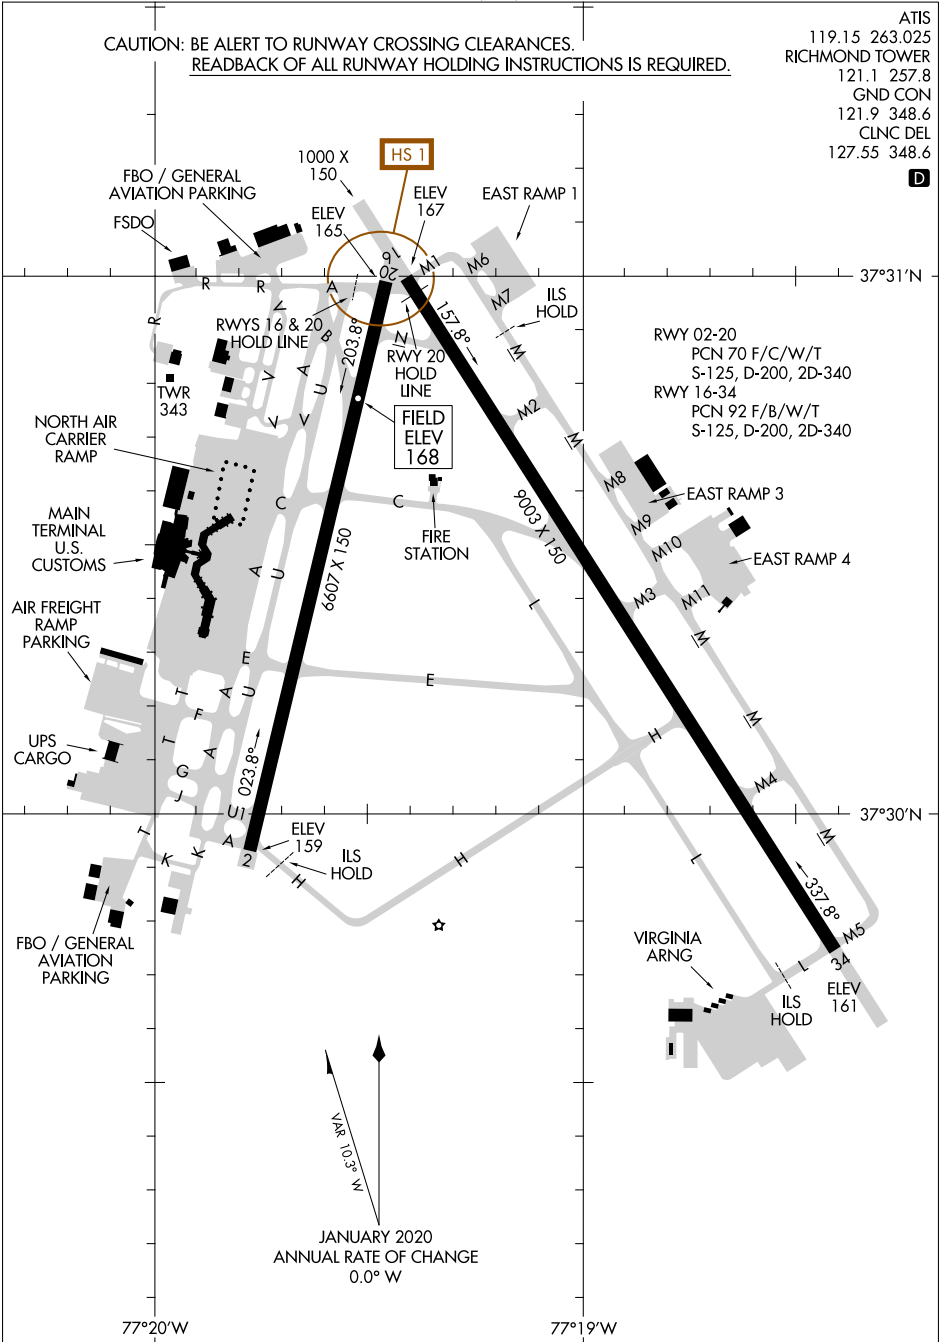 CAUTION: BE ALERT TO RUNWAY CROSSING CLEARANCES.
READBACK OF ALL RUNWAY HOLDING INSTRUCTIONS IS REQUIRED.
ATIS
119.15 263.025
RICHMOND TOWER
121.1 257.8
GND CON
121.9 348.6
CLNC DEL
127.55 348.6
D
HS 1
1000 X
150
FBO / GENERAL
AVIATION PARKING
FSDO
ELEV
165
ELEV
167
EAST RAMP 1
16
20
M1
M6
M7
37°31'N
R
R
A
R
V
RWYS 16 & 20
HOLD LINE
B
203.8°
N
157.8°
ILS
HOLD
M
RWY 20
HOLD
LINE
RWY 02-20
PCN 70 F/C/W/T
S-125, D-200, 2D-340
RWY 16-34
PCN 92 F/B/W/T
S-125, D-200, 2D-340
TWR
343
V
A
U
V
V
FIELD
ELEV
168
M2
M
NORTH AIR
CARRIER
RAMP
M8
EAST RAMP 3
C
C
9003 X 150
M9
MAIN
TERMINAL
U.S.
CUSTOMS
FIRE
STATION
M10
EAST RAMP 4
6607 X 150
A
U
L
M3
M11
AIR FREIGHT
RAMP
PARKING
M
E
E
T
A
U
F
T
A
M
H
UPS
CARGO
G
023.8°
J
M4
U1
37°30'N
T
A
K
K
2
ELEV
159
ILS
HOLD
H
H
L
M
337.8°
FBO / GENERAL
AVIATION
PARKING
VIRGINIA
ARNG
M5
L
34
ILS
HOLD
ELEV
161
VAR 10.3° W
JANUARY 2020
ANNUAL RATE OF CHANGE
0.0° W
77°20'W
77°19'W